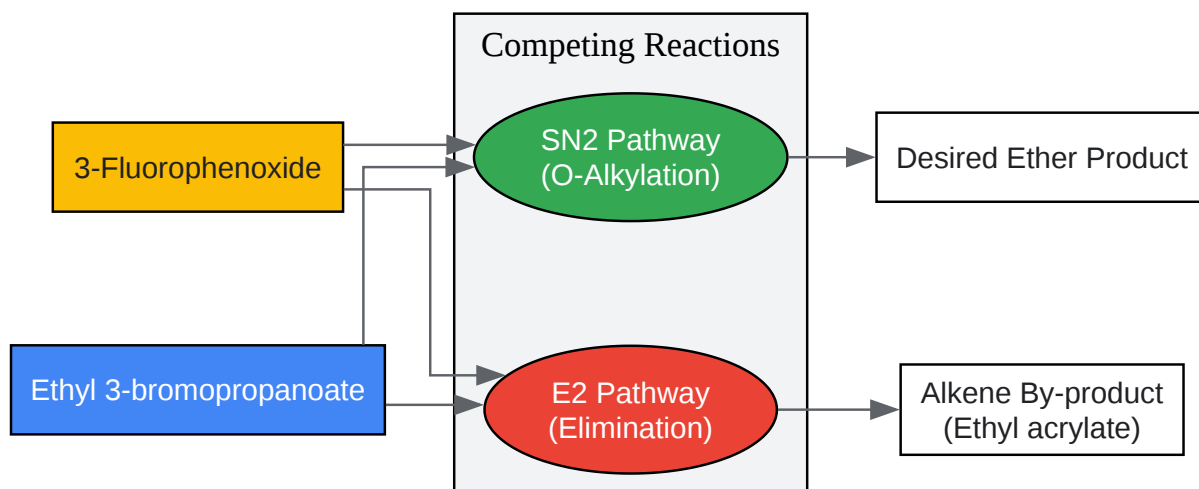 Competing Reactions
3-Fluorophenoxide
SN2 Pathway
(O-Alkylation)
Desired Ether Product
Ethyl 3-bromopropanoate
E2 Pathway
(Elimination)
Alkene By-product
(Ethyl acrylate)